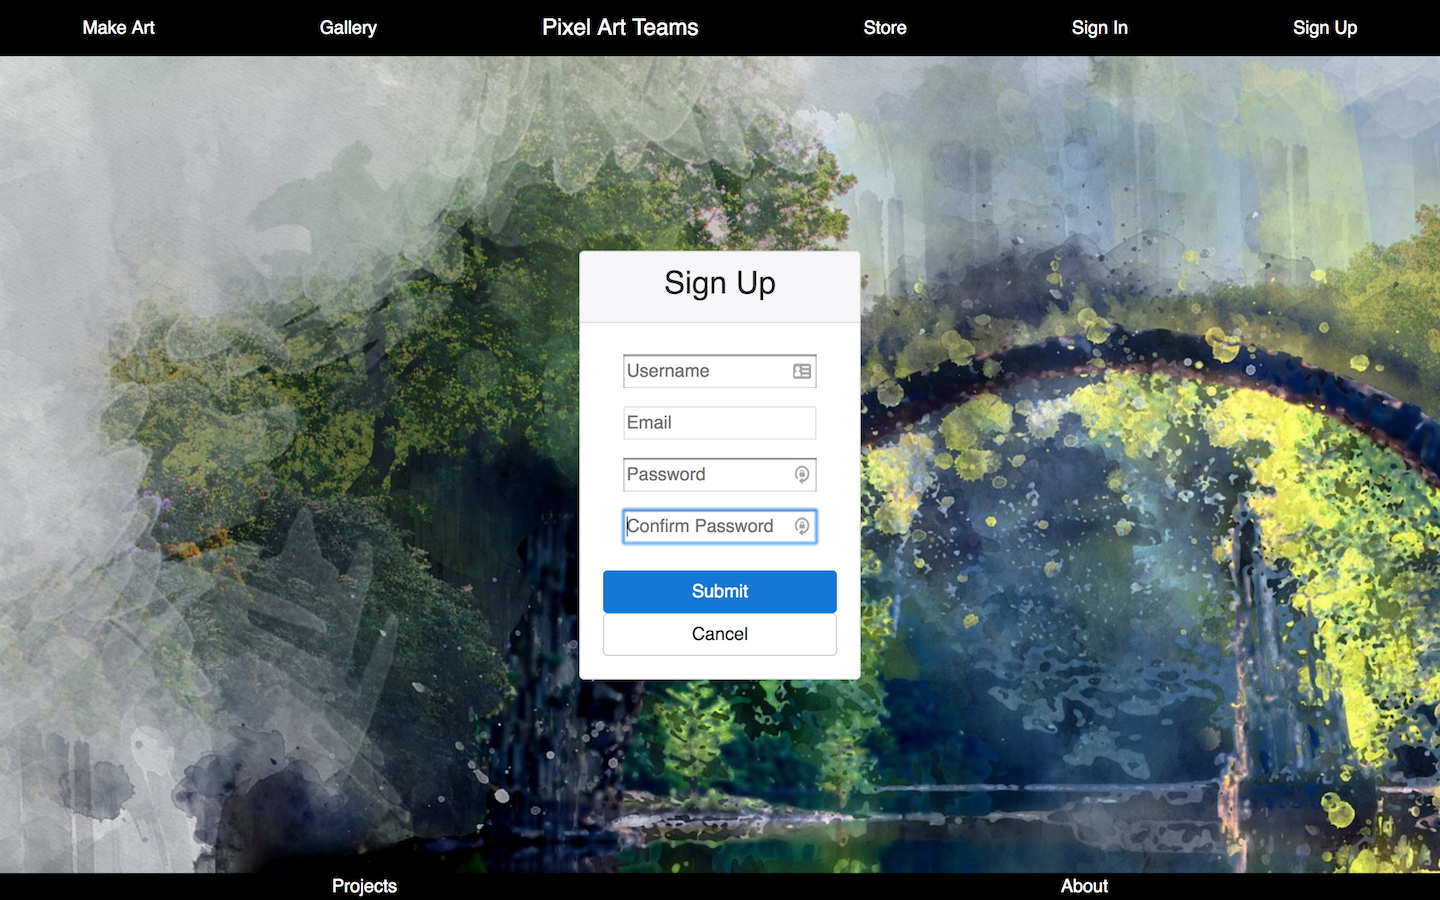 Make Art
Gallery
Pixel Art Teams
Store
Sign In
Sign Up
Sign Up
Username
Email
Password
Confirm Password
Submit
Cancel
Projects
About